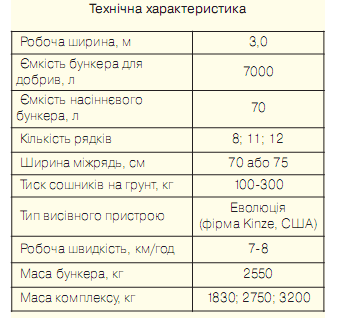 Технічна характеристика
Робоча ширина, м 3,0
Ємкість бункера для
добрив, л 7000
Ємкість насіннєвого
бункера, л 70
Кількість рядків 8; 11; 12
Ширина міжрядь, см 70 або 75
Тиск сошників на грунт, кг 100-300
Тип висівного пристрою Еволюція
(фірма Kinze, США)
Робоча швидкість, км/год 7-8
Маса бункера, кг 2550
Маса комплексу, кг 1830; 2750; 3200